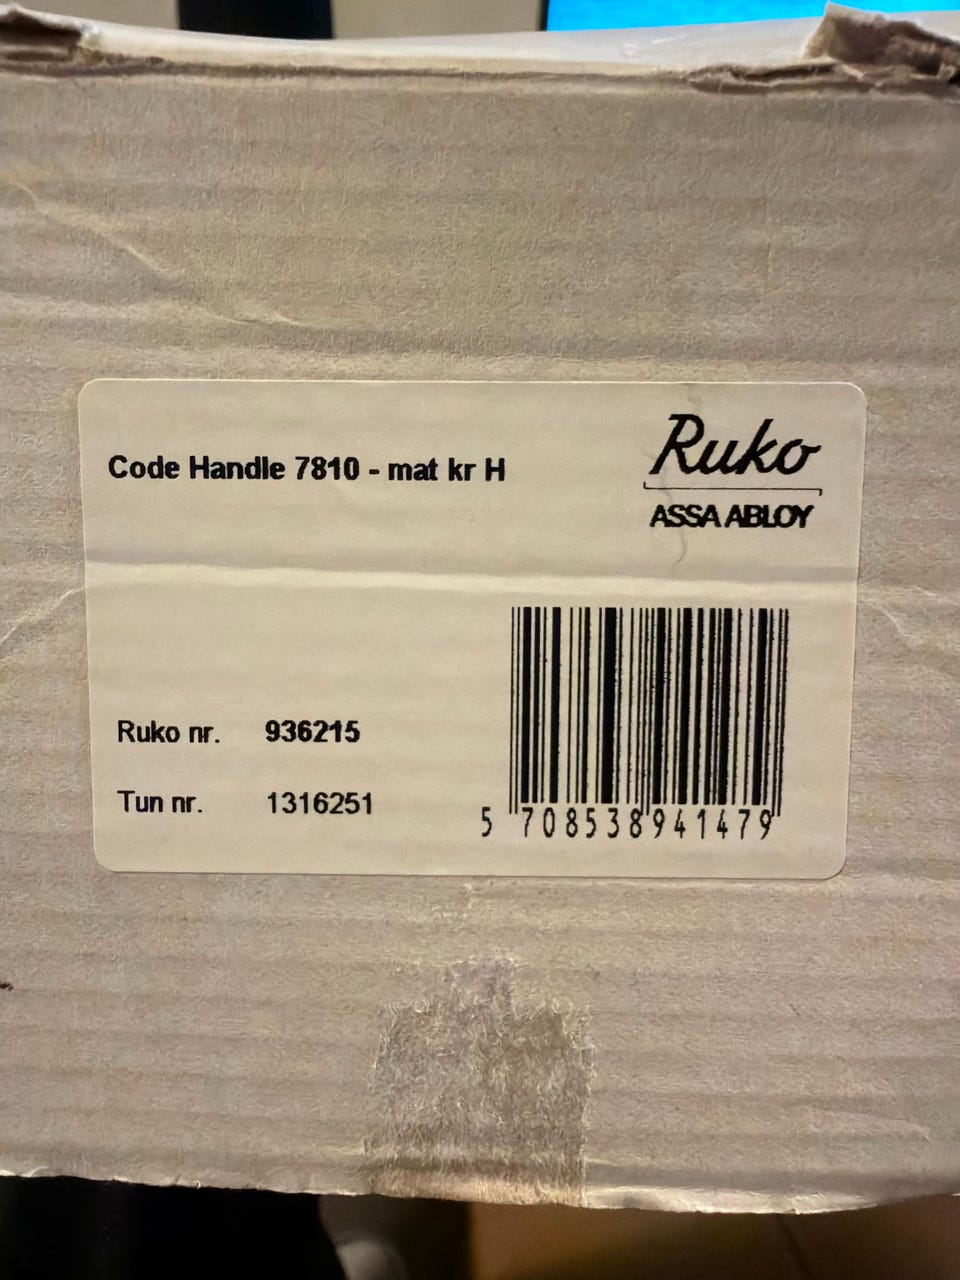 Code Handle 7810 - mat kr H
Ruko
ASSA ABLOY
Ruko nr. 936215
Tun nr. 1316251
5 708538 941479